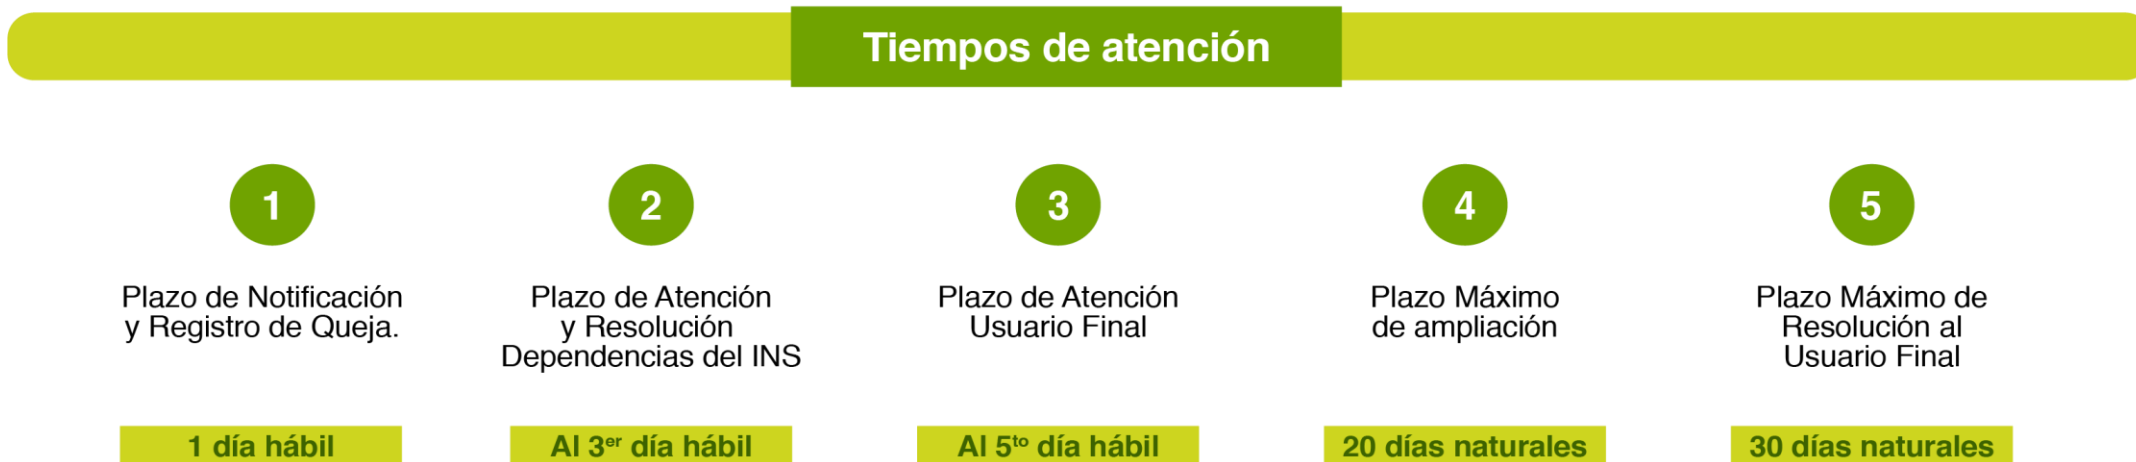 Tiempos de atención
1
Plazo de Notificación
y Registro de Queja.
1 día hábil
2
Plazo de Atención
y Resolución
Dependencias del INS
Al 3er día hábil
3
Plazo de Atención
Usuario Final
Al 5to día hábil
4
Plazo Máximo
de ampliación
20 días naturales
5
Plazo Máximo de
Resolución al
Usuario Final
30 días naturales